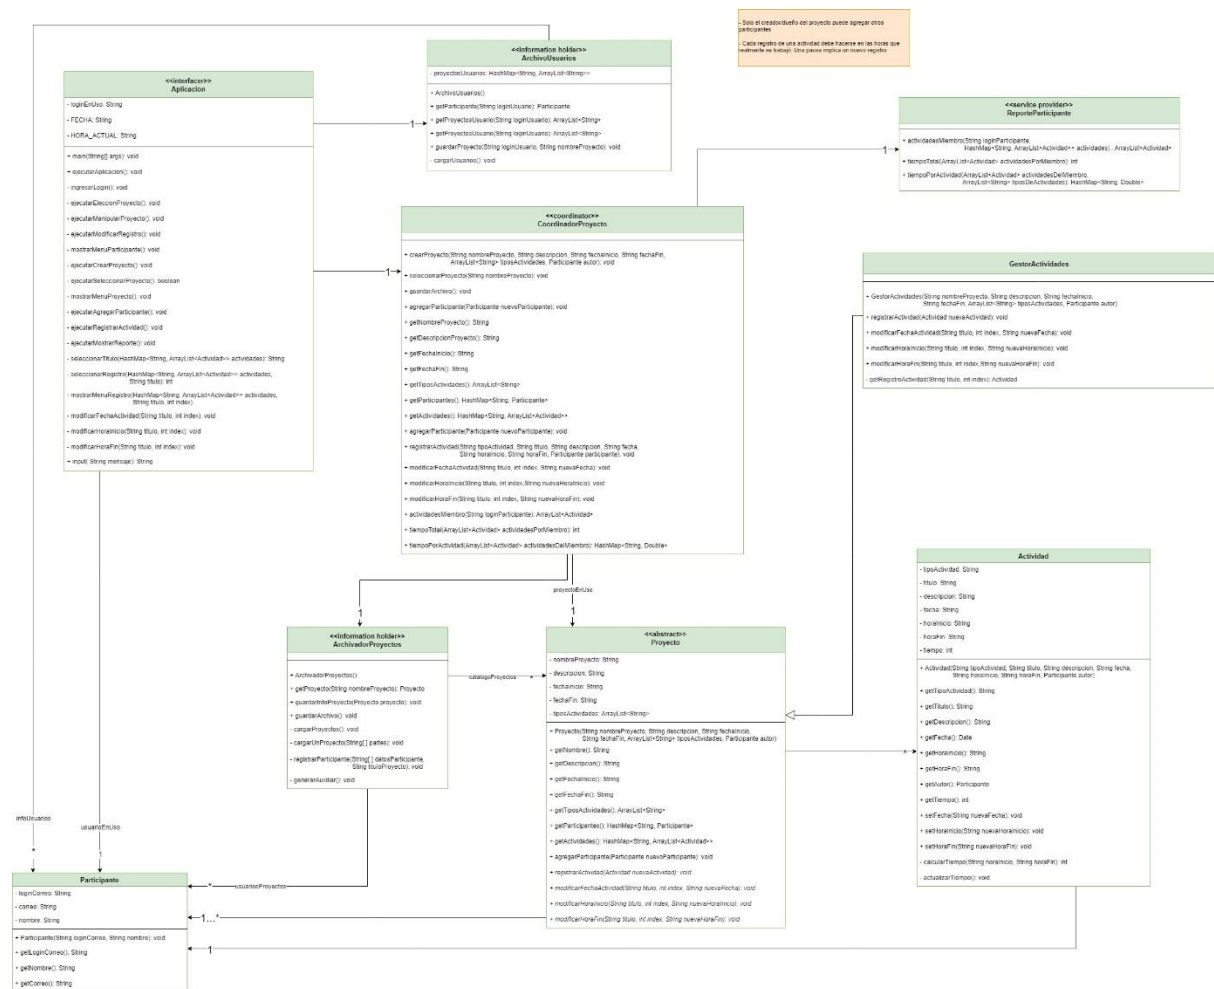 - Solo el creador/dueño del proyecto puede agregar otros
participantes
- Cada registro de una actividad debe hacerse en las horas que
realmente se trabajó. Una pausa implica un nuevo registro
<<information holder>>
ArchivoUsuarios
- proyectosUsuarios: HashMap<String, ArrayList<String>>
+ ArchivoUsuarios()
+ getParticipante(String loginUsuario): Participante
+ getProyectosUsuario(String loginUsuario): ArrayList<String>
+ getProyectosUsuario(String loginUsuario): ArrayList<String>
+ guardarProyecto(String loginUsuario, String nombreProyecto): void
- cargarUsuarios(): void
<<interfacer>>
Aplicacion
- loginEnUso: String
- FECHA: String
- HORA_ACTUAL: String
+ main(String[] args): void
+ ejecutarAplicacion(): void
- ingresarLogin(): void
- ejecutarEleccionProyecto(): void
- ejecutarManipularProyecto(): void
- ejecutarModificarRegistro(): void
- mostrarMenuParticipante(): void
- ejecutarCrearProyecto(): void
- ejecutarSeleccionarProyecto(): boolean
- mostrarMenuProyecto(): void
- ejecutarAgregarParticipante(): void
- ejecutarRegistrarActividad(): void
- ejecutarMostrarReporte(): void
- seleccionarTitulo(HashMap<String, ArrayList<Actividad>> actividades): String
- seleccionarRegistro(HashMap<String, ArrayList<Actividad>> actividades,
String titulo): int
- mostrarMenuRegistro(HashMap<String, ArrayList<Actividad>> actividades,
String titulo, int index)
- modificarFechaActividad(String titulo, int index): void
- modificarHoraInicio(String titulo, int index): void
- modificarHoraFin(String titulo, int index): void
+ input( String mensaje): String
1
1
<<service provider>>
ReporteParticipante
+ actividadesMiembro(String loginParticipante,
HashMap<String, ArrayList<Actividad>> actividades) : ArrayList<Actividad>
+ tiempoTotal(ArrayList<Actividad> actividadesPorMiembro): int
+ tiempoPorActividad(ArrayList<Actividad> actividadesDelMiembro,
ArrayList<String> tiposDeActividades): HashMap<String, Double>
1
<<coordinator>>
CoordinadorProyecto
+ crearProyecto(String nombreProyecto, String descripcion, String fechaInicio, String fechaFin,
ArrayList<String> tiposActividades, Participante autor): void
+ seleccionarProyecto(String nombreProyecto): void
+ guardarArchivo(): void
+ agregarParticipante(Participante nuevoParticipante): void
+ getNombreProyecto(): String
+ getDescripcionProyecto(): String
+ getFechaInicio(): String
+ getFechaFin(): String
+ getTiposActividades(): ArrayList<String>
+ getParticipantes(): HashMap<String, Participante>
+ getActividades(): HashMap<String, ArrayList<Actividad>>
+ agregarParticipante(Participante nuevoParticipante): void
+ registrarActividad(String tipoActividad, String titulo, String descripcion, String fecha,
String horaInicio, String horaFin, Participante participante): void
+ modificarFechaActividad(String titulo, int index, String nuevaFecha): void
+ modificarHoraInicio(String titulo, int index,String nuevaHoraInicio): void
+ modificarHoraFin(String titulo, int index, String nuevaHoraFin): void
+ actividadesMiembro(String loginParticipante): ArrayList<Actividad>
+ tiempoTotal(ArrayList<Actividad> actividadesPorMiembro): int
+ tiempoPorActividad(ArrayList<Actividad> actividadesDelMiembro): HashMap<String, Double>
GestorActividades
+ GestorActividades(String nombreProyecto, String descripcion, String fechaInicio,
String fechaFin, ArrayList<String> tiposActividades, Participante autor)
+ registrarActividad(Actividad nuevaActividad): void
+ modificarFechaActividad(String titulo, int index, String nuevaFecha): void
+ modificarHoraInicio(String titulo, int index, String nuevaHoraInicio): void
+ modificarHoraFin(String titulo, int index,String nuevaHoraFin): void
- getRegistroActividad(String titulo, int index): Actividad
proyectoEnUso
1
1
<<information holder>>
ArchivadorProyectos
+ ArchivadorProyectos()
+ getProyecto(String nombreProyecto): Proyecto
+ guardarInfoProyecto(Proyecto proyecto): void
+ guardarArchivo(): void
- cargarProyectos(): void
- cargarUnProyecto(String[ ] partes): void
- registrarParticipante(String[ ] datosParticipante,
String tituloProyecto): void
- generarAuxiliar(): void
catalogoProyectos
*
<<abstract>>
Proyecto
- nombreProyecto: String
- descripcion: String
- fechaInicio: String
- fechaFin: String
- tiposActividades: ArrayList<String>
+ Proyecto(String nombreProyecto, String descripcion, String fechaInicio,
String fechaFin, ArrayList<String> tiposActividades, Participante autor)
+ getNombre(): String
+ getDescripcion(): String
+ getFechaInicio(): String
+ getFechaFin(): String
+ getTiposActividades(): ArrayList<String>
+ getParticipantes(): HashMap<String, Participante>
+ getActividades(): HashMap<String, ArrayList<Actividad>>
+ agregarParticipante(Participante nuevoParticipante): void
+ registrarActividad(Actividad nuevaActividad): void
+ modificarFechaActividad(String titulo, int index, String nuevaFecha): void
+ modificarHoraInicio(String titulo, int index, String nuevaHoraInicio): void
+ modificarHoraFin(String titulo, int index, String nuevaHoraFin): void
*
Actividad
- tipoActividad: String
- titulo: String
- descripcion: String
- fecha: String
- horaInicio: String
- horaFin: String
- tiempo: int
+ Actividad(String tipoActividad, String titulo, String descripcion, String fecha,
String horaInicio, String horaFin, Participante autor)
+ getTipoActividad(): String
+ getTitulo(): String
+ getDescripcion(): String
+ getFecha(): Date
+ getHoraInicio(): String
+ getHoraFin(): String
+ getAutor(): Participante
+ getTiempo(): int
+ setFecha(String nuevaFecha): void
+ setHoraInicio(String nuevaHoraInicio): void
+ setHoraFin(String nuevaHoraFin): void
- calcularTiempo(String horaInicio, String horaFin): int
- actualizarTiempo(): void
infoUsuarios
*
usuarioEnUso
1
Participante
- loginCorreo: String
- correo: String
- nombre: String
+ Participante(String loginCorreo, String nombre): void
+ getLoginCorreo(): String
+ getNombre(): String
+ getCorreo(): String
*
usuariosProyectos
1...*
1